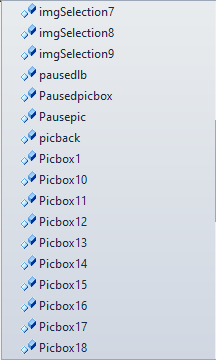 imgSelection7
imgSelection8
imgSelection9
pausedlb
Pausedpicbox
Pausepic
picback
Picbox1
Picbox10
Picbox11
Picbox12
Picbox13
Picbox14
Picbox15
Picbox16
Picbox17
Picbox18